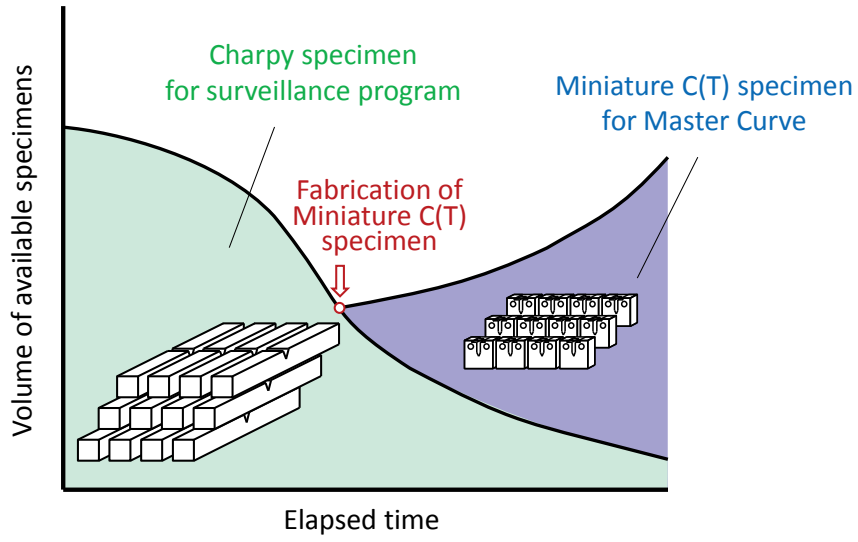 Charpy specimen
for surveillance program
Miniature C(T) specimen
for Master Curve
Fabrication of
Miniature C(T)
specimen
Volume of available specimens
Elapsed time